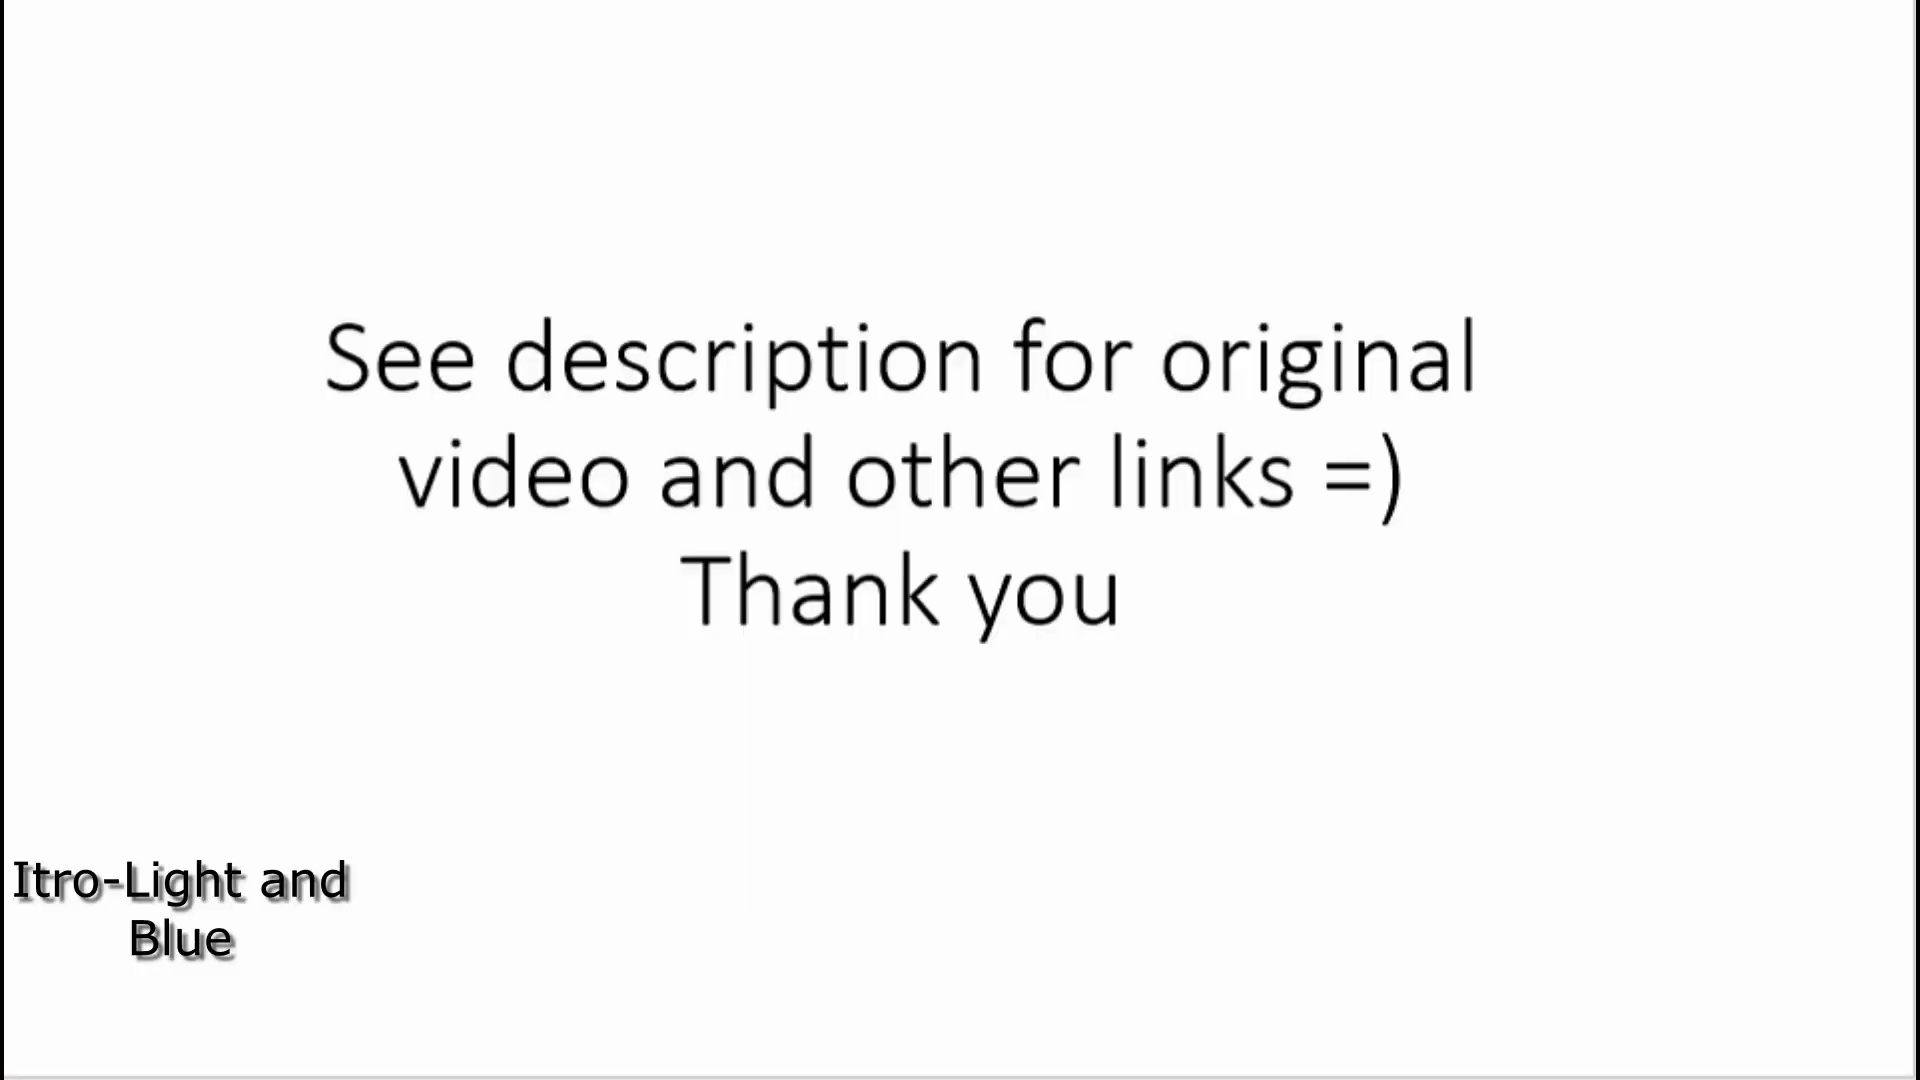 See description for original
video and other links =)
Thank you
Itro-Light and
Blue